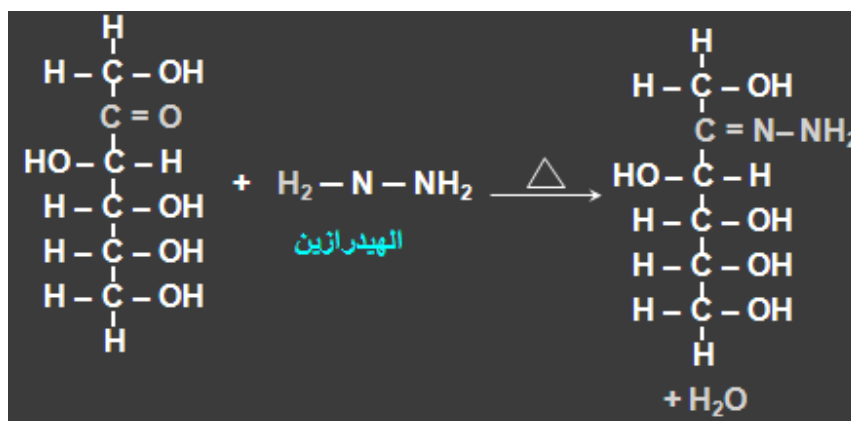 H
H – C – OH
C = O
HO – C – H
H – C – OH
H – C – OH
H – C – OH
H
+ H₂ – N – NH₂
الهيدرازين
△
H
H – C – OH
C = N – NH₂
HO – C – H
H – C – OH
H – C – OH
H – C – OH
H
+ H₂O